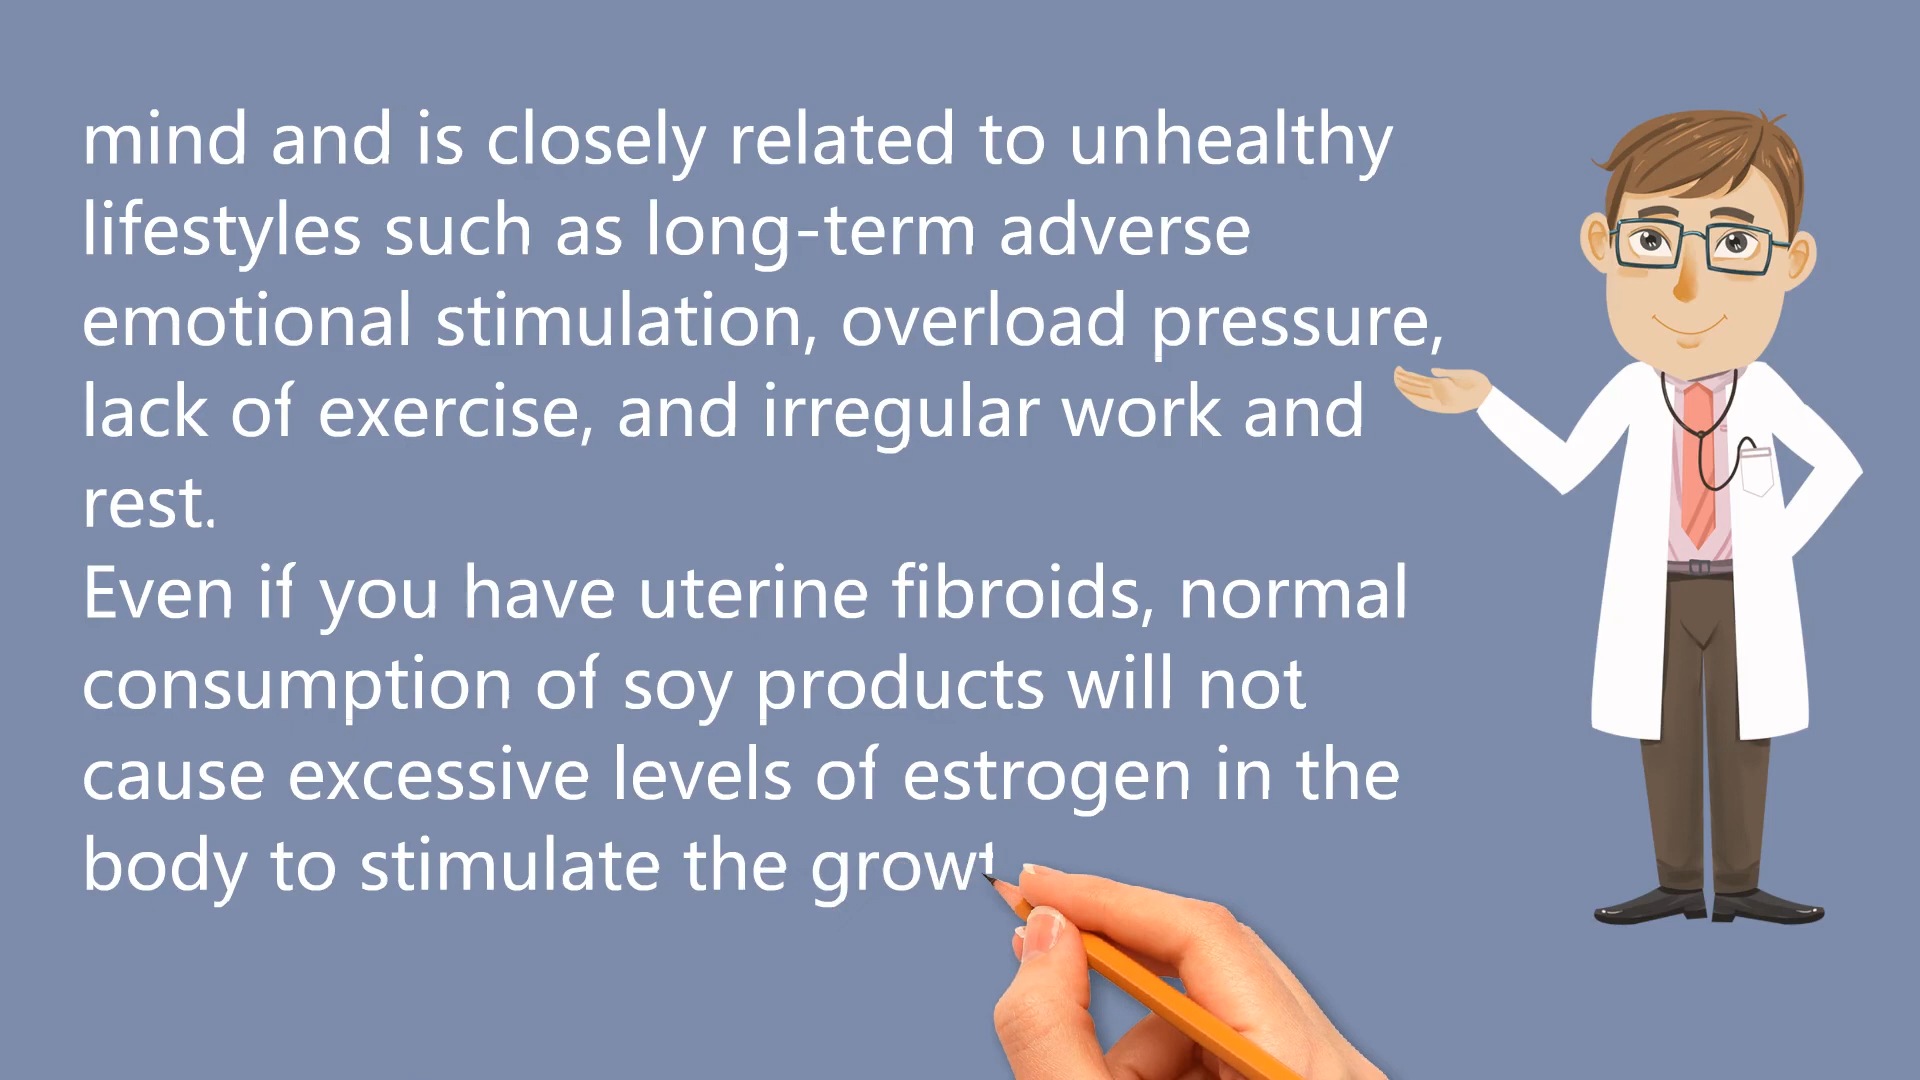 mind and is closely related to unhealthy
lifestyles such as long-term adverse
emotional stimulation, overload pressure,
lack of exercise, and irregular work and
rest.
Even if you have uterine fibroids, normal
consumption of soy products will not
cause excessive levels of estrogen in the
body to stimulate the growt